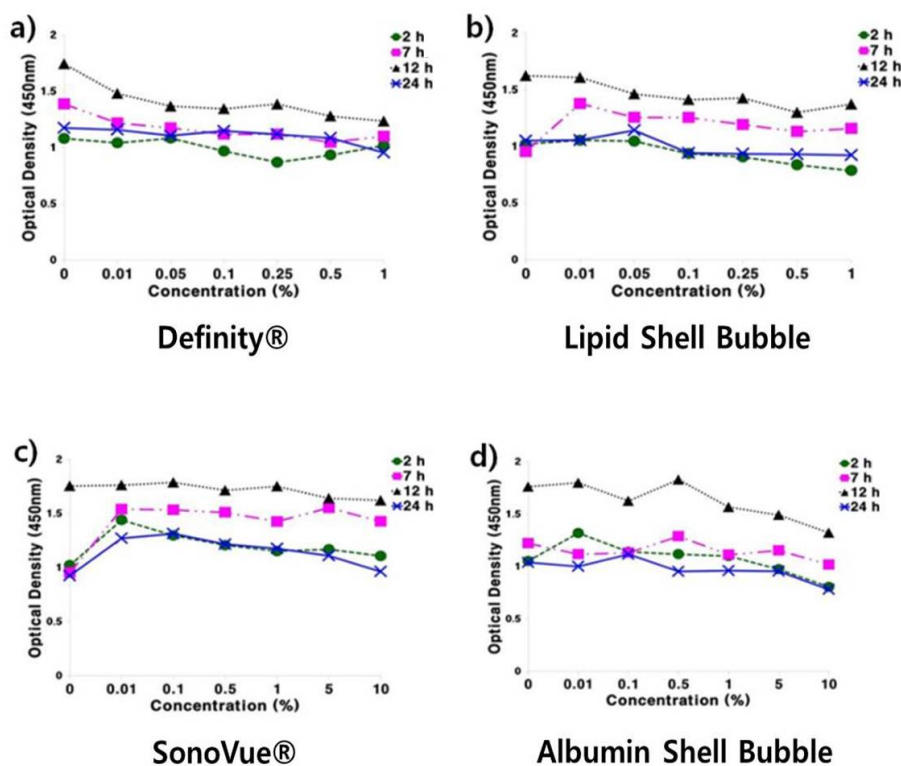 a)
2
1.5
1
0.5
0
Optical Density (450nm)
0 0.01 0.05 0.1 0.25 0.5 1
Concentration (%)
2 h
7 h
12 h
24 h
Definity®
b)
2
1.5
1
0.5
0
Optical Density (450nm)
0 0.01 0.05 0.1 0.25 0.5 1
Concentration (%)
2 h
7 h
12 h
24 h
Lipid Shell Bubble
c)
2
1.5
1
0.5
0
Optical Density (450nm)
0 0.01 0.1 0.5 1 5 10
Concentration (%)
2 h
7 h
12 h
24 h
SonoVue®
d)
2
1.5
1
0.5
0
Optical Density (450nm)
0 0.01 0.1 0.5 1 5 10
Concentration (%)
2 h
7 h
12 h
24 h
Albumin Shell Bubble